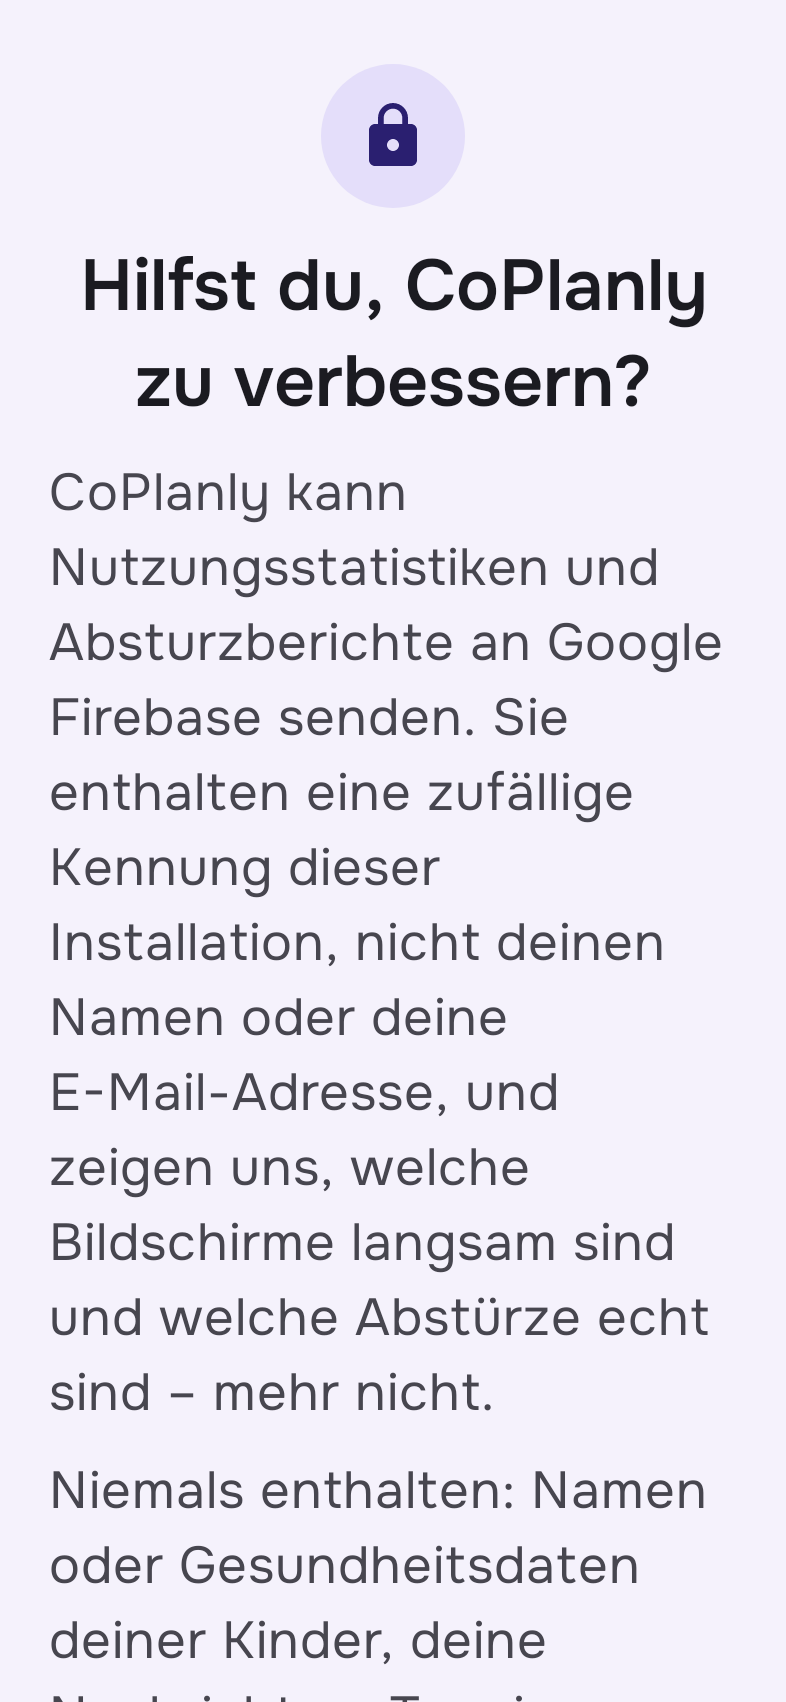 Hilfst du, CoPlanly
zu verbessern?
CoPlanly kann
Nutzungsstatistiken und
Absturzberichte an Google
Firebase senden. Sie
enthalten eine zufällige
Kennung dieser
Installation, nicht deinen
Namen oder deine
E-Mail-Adresse, und
zeigen uns, welche
Bildschirme langsam sind
und welche Abstürze echt
sind – mehr nicht.
Niemals enthalten: Namen
oder Gesundheitsdaten
deiner Kinder, deine